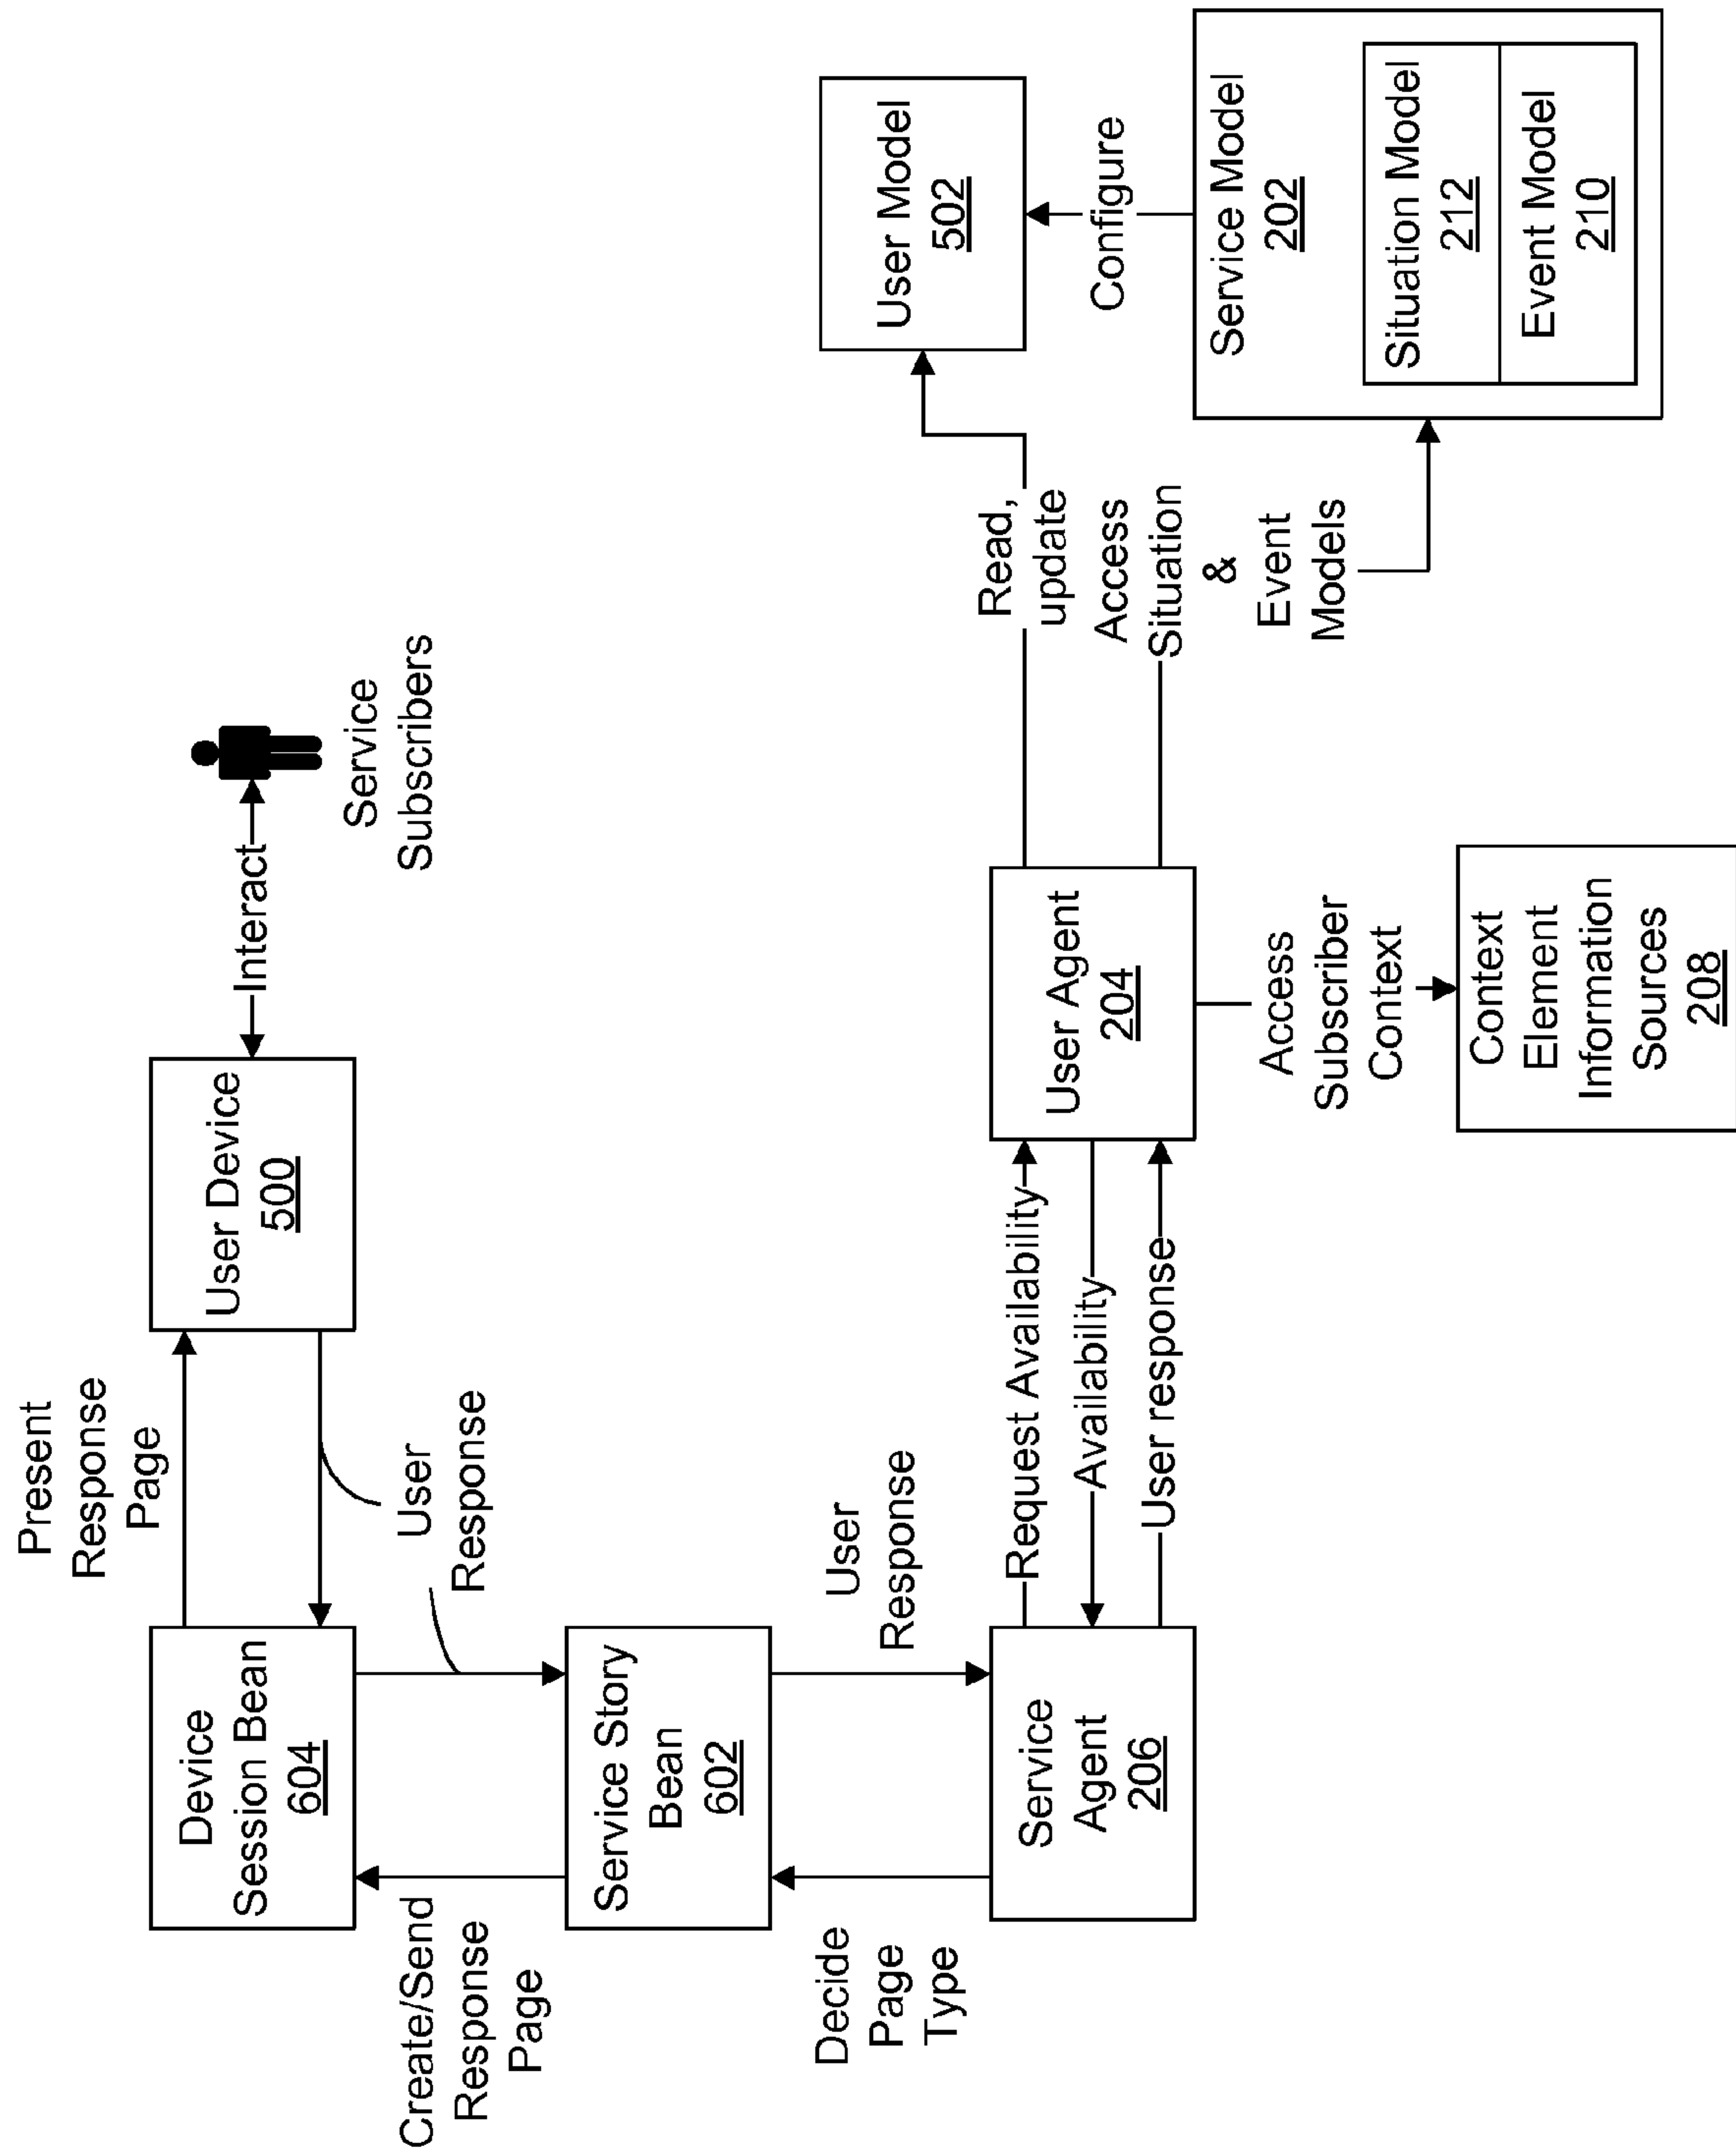 Present
Response
Page
Device
Session Bean
604
User Device
500
Interact
Service
Subscribers
User
Response
Create/Send
Response
Page
Service Story
Bean
602
User
Response
Decide
Page
Type
Service
Agent
206
Request Availability
Availability
User response
User Agent
204
Read,
update
Access
Situation
&
Event
Models
User Model
502
Configure
Service Model
202
Situation Model
212
Event Model
210
Access
Subscriber
Context
Context
Element
Information
Sources
208